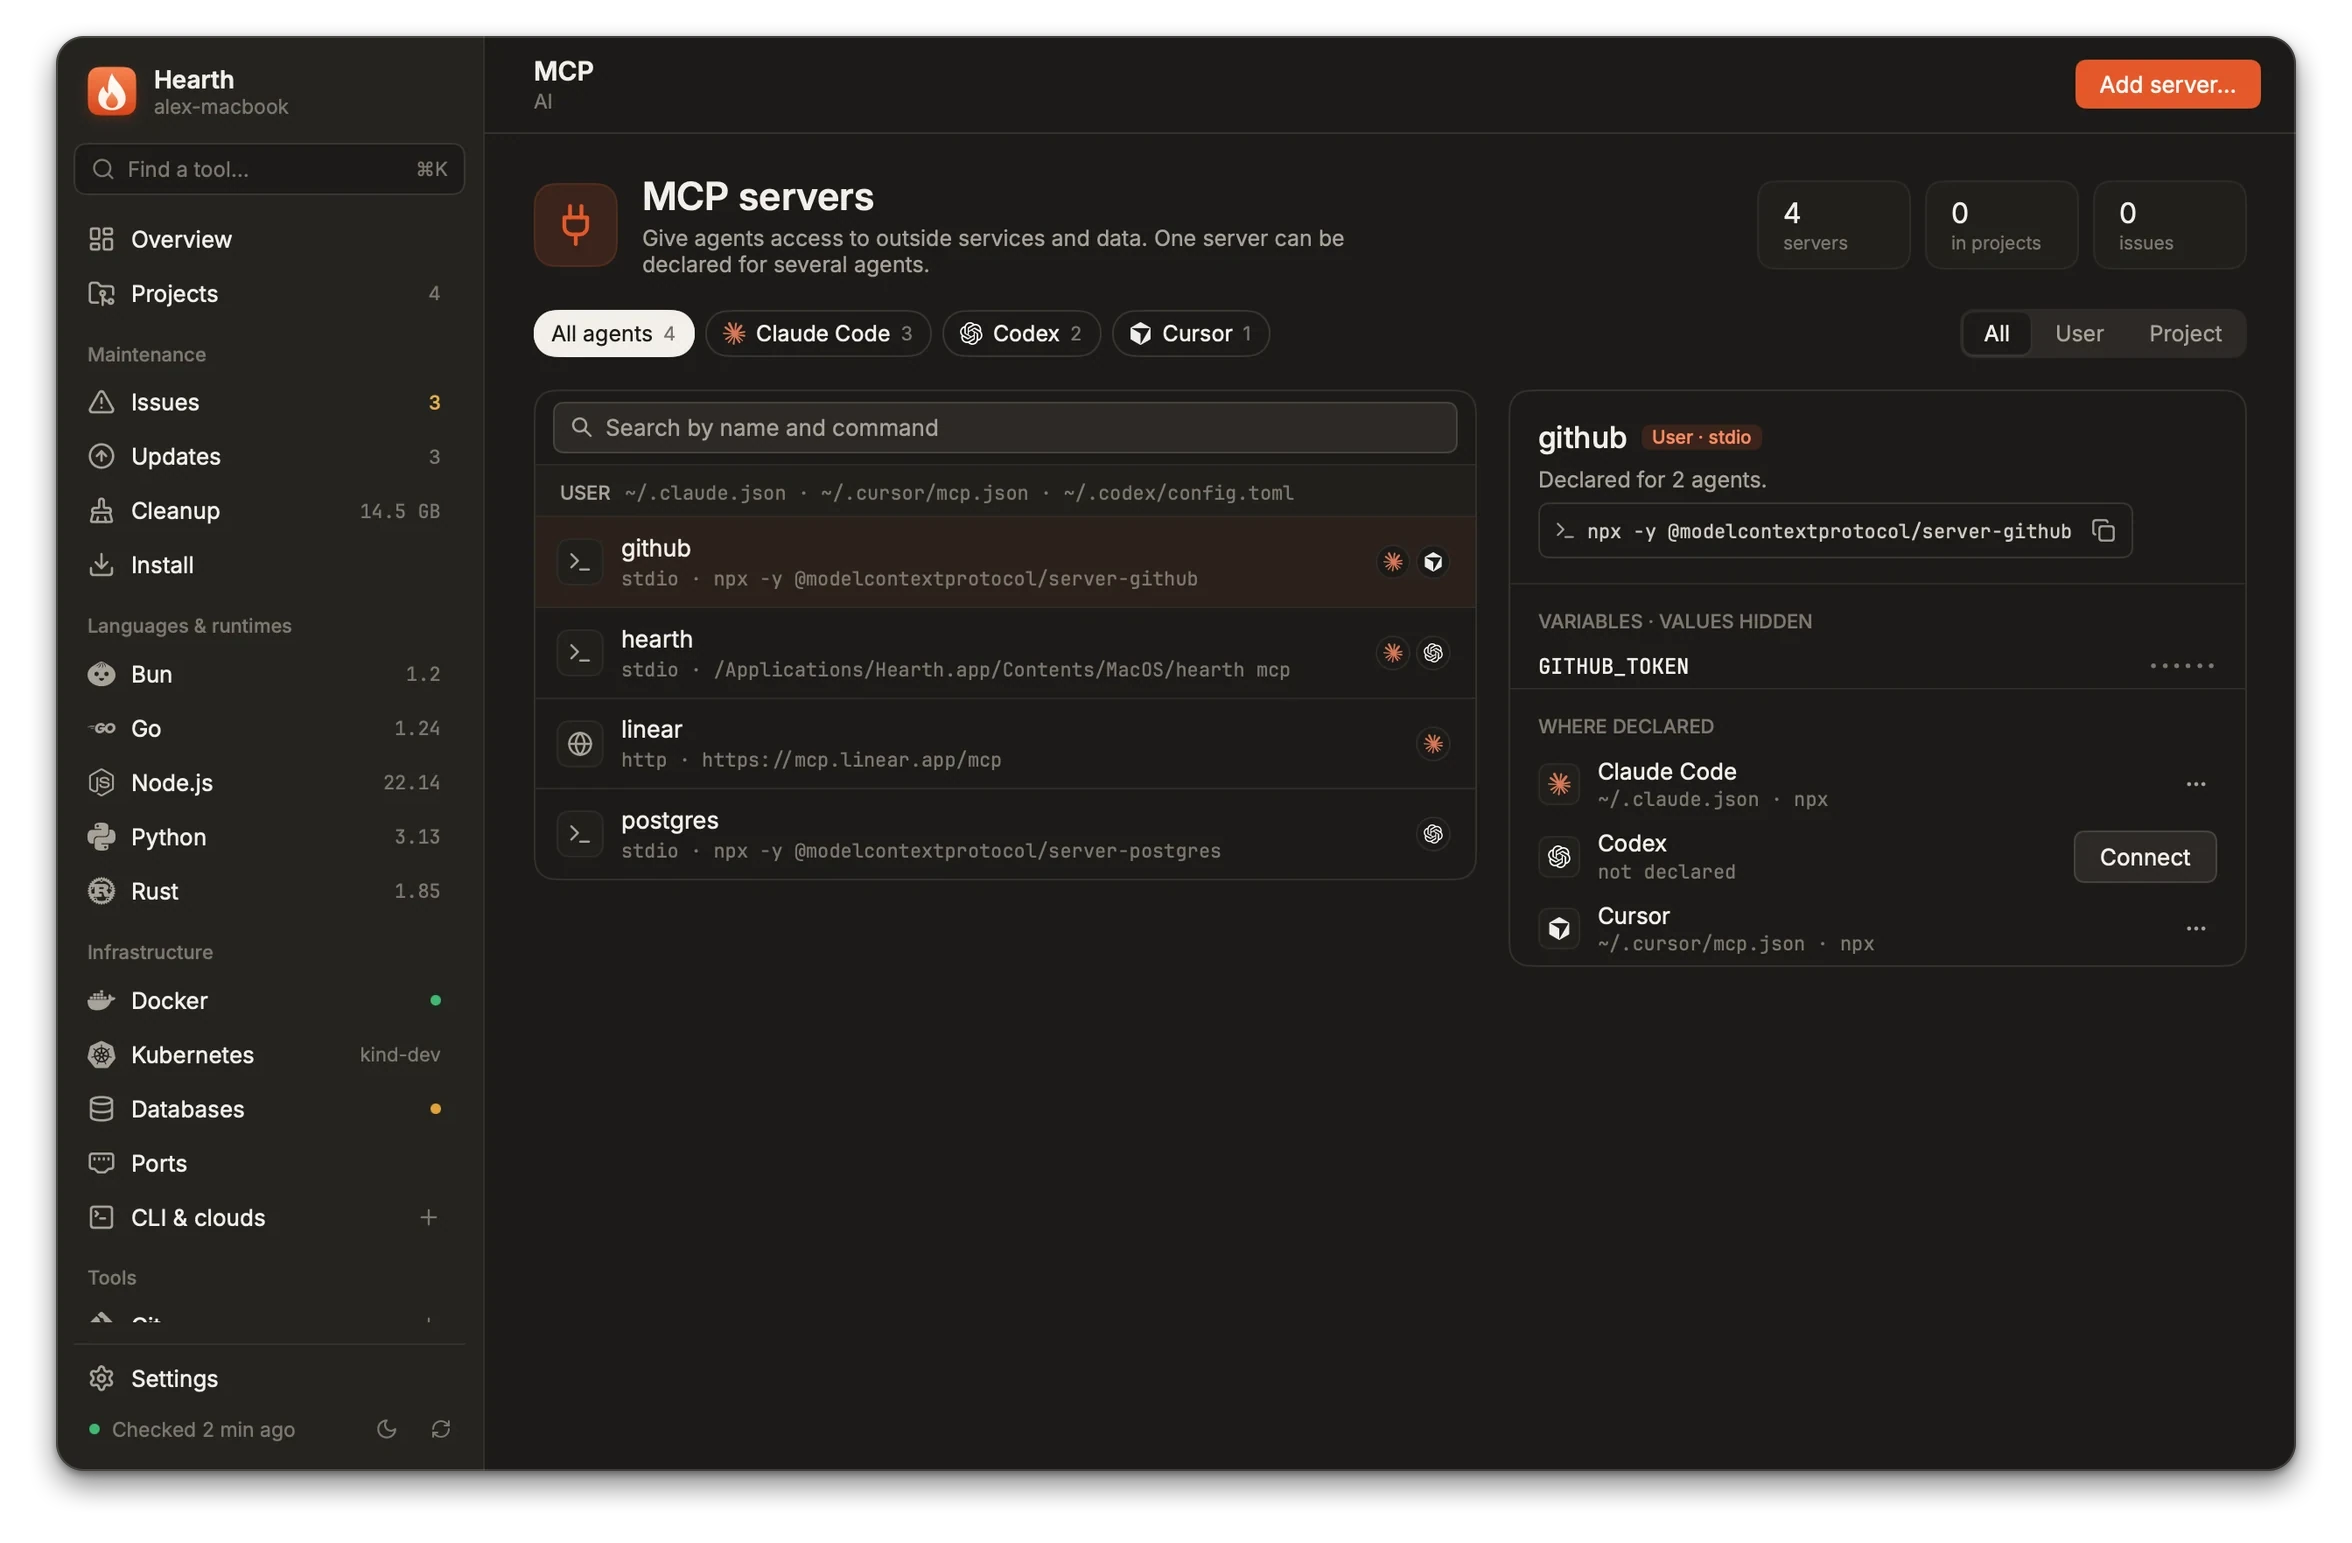 Hearth
alex-macbook
Find a tool... ⌘K
Overview
Projects 4
Maintenance
Issues 3
Updates 3
Cleanup 14.5 GB
Install
Languages & runtimes
Bun 1.2
Go 1.24
Node.js 22.14
Python 3.13
Rust 1.85
Infrastructure
Docker
Kubernetes kind-dev
Databases
Ports
CLI & clouds
Tools
Settings
Checked 2 min ago
MCP
AI
Add server...
MCP servers
Give agents access to outside services and data. One server can be
declared for several agents.
4
servers
0
in projects
0
issues
All agents 4
Claude Code 3
Codex 2
Cursor 1
All User Project
Search by name and command
USER ~/.claude.json · ~/.cursor/mcp.json · ~/.codex/config.toml
github
stdio · npx -y @modelcontextprotocol/server-github
hearth
stdio · /Applications/Hearth.app/Contents/MacOS/hearth mcp
linear
http · https://mcp.linear.app/mcp
postgres
stdio · npx -y @modelcontextprotocol/server-postgres
github User · stdio
Declared for 2 agents.
npx -y @modelcontextprotocol/server-github
VARIABLES · VALUES HIDDEN
GITHUB_TOKEN ••••••
WHERE DECLARED
Claude Code
~/.claude.json · npx
Codex
not declared
Connect
Cursor
~/.cursor/mcp.json · npx